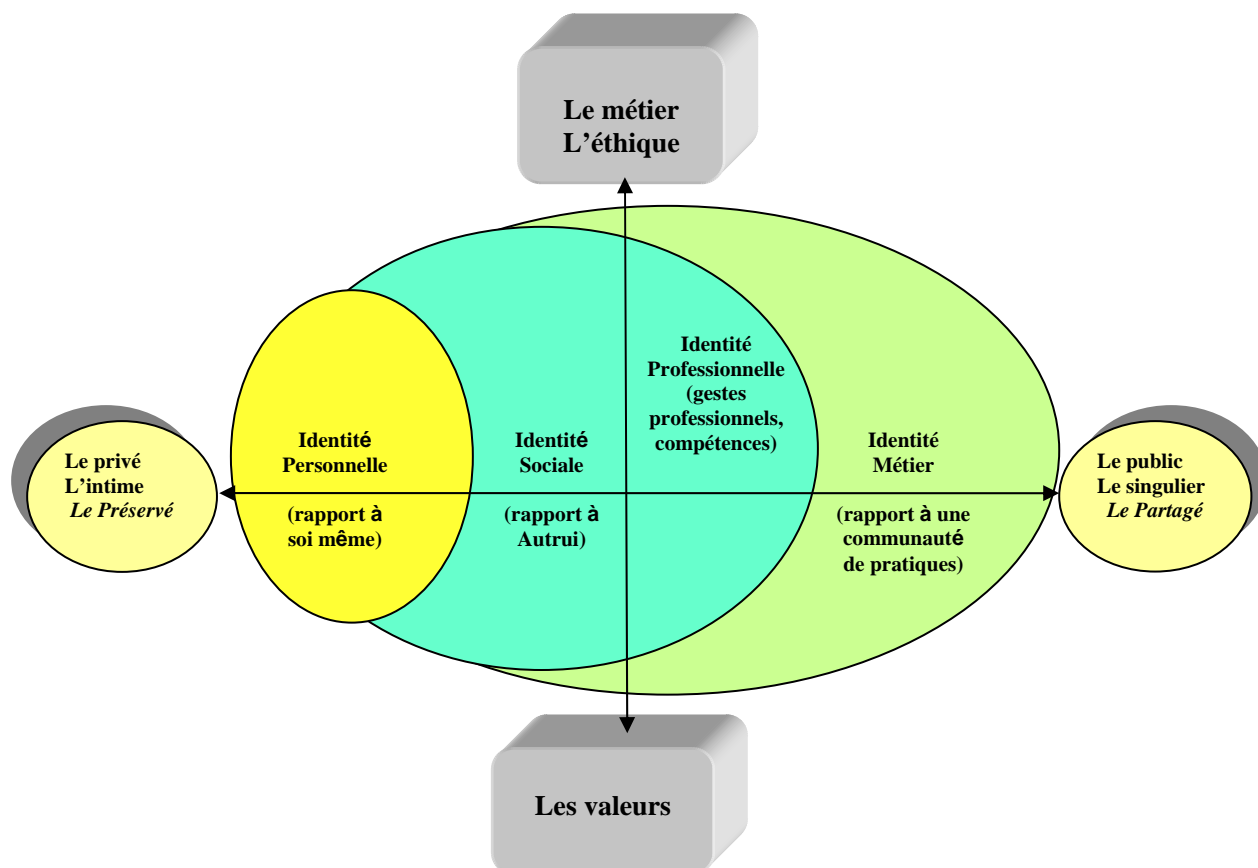 Le métier
L'éthique
Identité
Professionnelle
(gestes
professionnels,
compétences)
Le privé
L'intime
Le Préservé
Identité
Personnelle
(rapport à
soi même)
Identité
Sociale
(rapport à
Autrui)
Identité
Métier
(rapport à une
communauté
de pratiques)
Le public
Le singulier
Le Partagé
Les valeurs